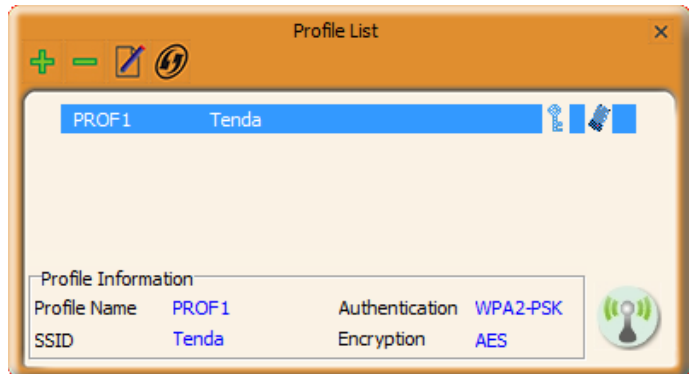 Profile List
PROF1 Tenda
Profile Information
Profile Name PROF1 Authentication WPA2-PSK
SSID Tenda Encryption AES